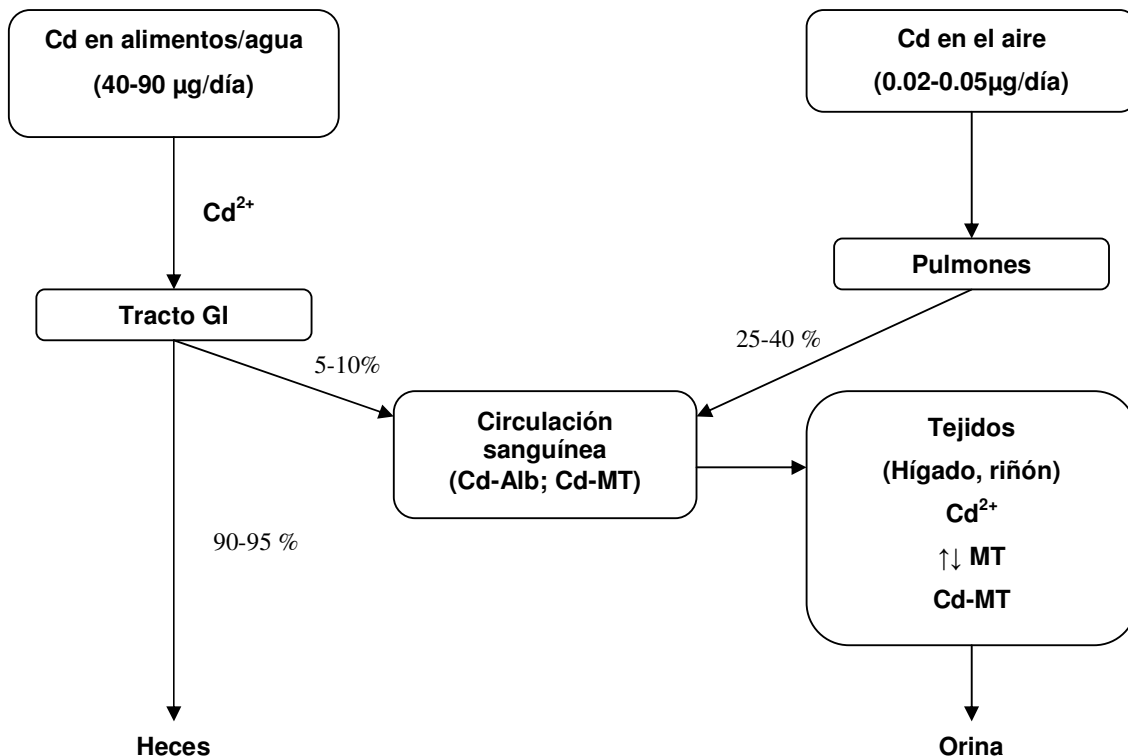 Cd en alimentos/agua
(40-90 µg/día)
Cd en el aire
(0.02-0.05µg/día)
Cd²⁺
Pulmones
Tracto GI
25-40 %
5-10%
Circulación
sanguínea
(Cd-Alb; Cd-MT)
Tejidos
(Hígado, riñón)
Cd²⁺
↑↓ MT
Cd-MT
90-95 %
Heces
Orina